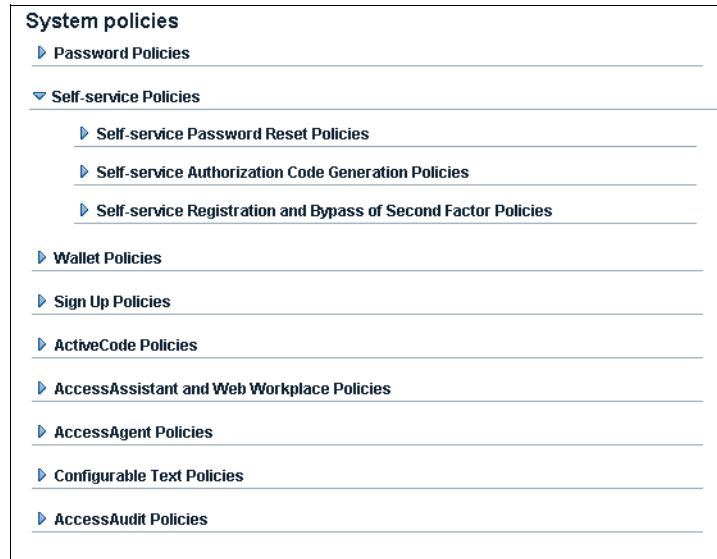 System policies
Password Policies
Self-service Policies
Self-service Password Reset Policies
Self-service Authorization Code Generation Policies
Self-service Registration and Bypass of Second Factor Policies
Wallet Policies
Sign Up Policies
ActiveCode Policies
AccessAssistant and Web Workplace Policies
AccessAgent Policies
Configurable Text Policies
AccessAudit Policies